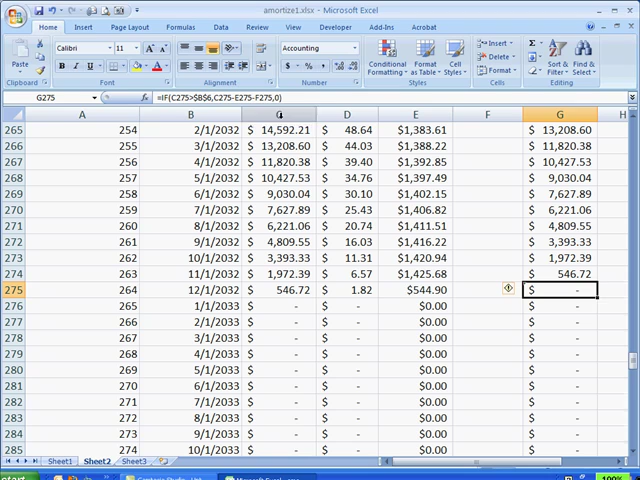 amortize1.xlsx - Microsoft Excel
Home Insert Page Layout Formulas Data Review View Add-Ins Acrobat
Paste Calibri 11 A A Accounting Conditional Formatting Format as Table Cell Styles Insert Delete Format Sort & Filter Find & Select
B I U $ % ,
Clipboard Font Alignment Number Styles Cells Editing
G275 fx =IF(C275>$B$6,C275-E275-F275,0)
A B C D E F G H
265 254 2/1/2032 $ 14,592.21 $ 48.64 $1,383.61 $ 13,208.60
266 255 3/1/2032 $ 13,208.60 $ 44.03 $1,388.22 $ 11,820.38
267 256 4/1/2032 $ 11,820.38 $ 39.40 $1,392.85 $ 10,427.53
268 257 5/1/2032 $ 10,427.53 $ 34.76 $1,397.49 $ 9,030.04
269 258 6/1/2032 $ 9,030.04 $ 30.10 $1,402.15 $ 7,627.89
270 259 7/1/2032 $ 7,627.89 $ 25.43 $1,406.82 $ 6,221.06
271 260 8/1/2032 $ 6,221.06 $ 20.74 $1,411.51 $ 4,809.55
272 261 9/1/2032 $ 4,809.55 $ 16.03 $1,416.22 $ 3,393.33
273 262 10/1/2032 $ 3,393.33 $ 11.31 $1,420.94 $ 1,972.39
274 263 11/1/2032 $ 1,972.39 $ 6.57 $1,425.68 $ 546.72
275 264 12/1/2032 $ 546.72 $ 1.82 $544.90 $ -
276 265 1/1/2033 $ - $ - $0.00 $ -
277 266 2/1/2033 $ - $ - $0.00 $ -
278 267 3/1/2033 $ - $ - $0.00 $ -
279 268 4/1/2033 $ - $ - $0.00 $ -
280 269 5/1/2033 $ - $ - $0.00 $ -
281 270 6/1/2033 $ - $ - $0.00 $ -
282 271 7/1/2033 $ - $ - $0.00 $ -
283 272 8/1/2033 $ - $ - $0.00 $ -
284 273 9/1/2033 $ - $ - $0.00 $ -
285 274 10/1/2033 $ - $ - $0.00 $ -
Sheet1 Sheet2 Sheet3
start 100%